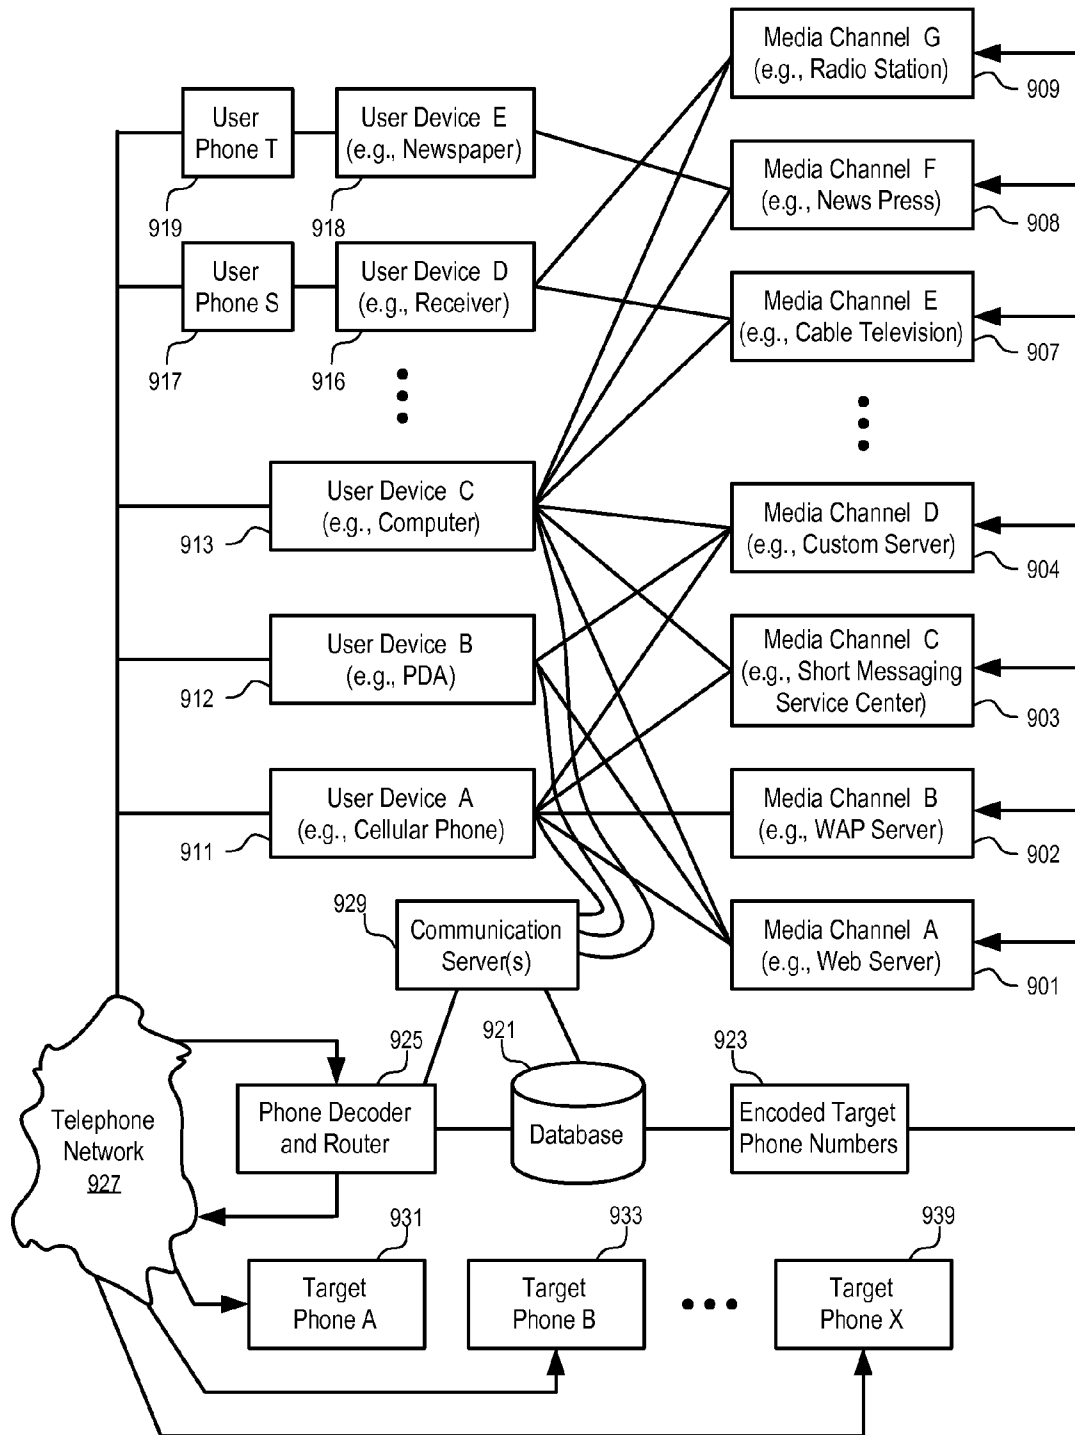 Media Channel G
(e.g., Radio Station)
909
User
Phone T
919
User Device E
(e.g., Newspaper)
918
Media Channel F
(e.g., News Press)
908
User
Phone S
917
User Device D
(e.g., Receiver)
916
Media Channel E
(e.g., Cable Television)
907
User Device C
(e.g., Computer)
913
Media Channel D
(e.g., Custom Server)
904
User Device B
(e.g., PDA)
912
Media Channel C
(e.g., Short Messaging
Service Center)
903
User Device A
(e.g., Cellular Phone)
911
Media Channel B
(e.g., WAP Server)
902
929
Communication
Server(s)
Media Channel A
(e.g., Web Server)
901
Telephone
Network
927
925
Phone Decoder
and Router
921
Database
923
Encoded Target
Phone Numbers
931
Target
Phone A
933
Target
Phone B
939
Target
Phone X